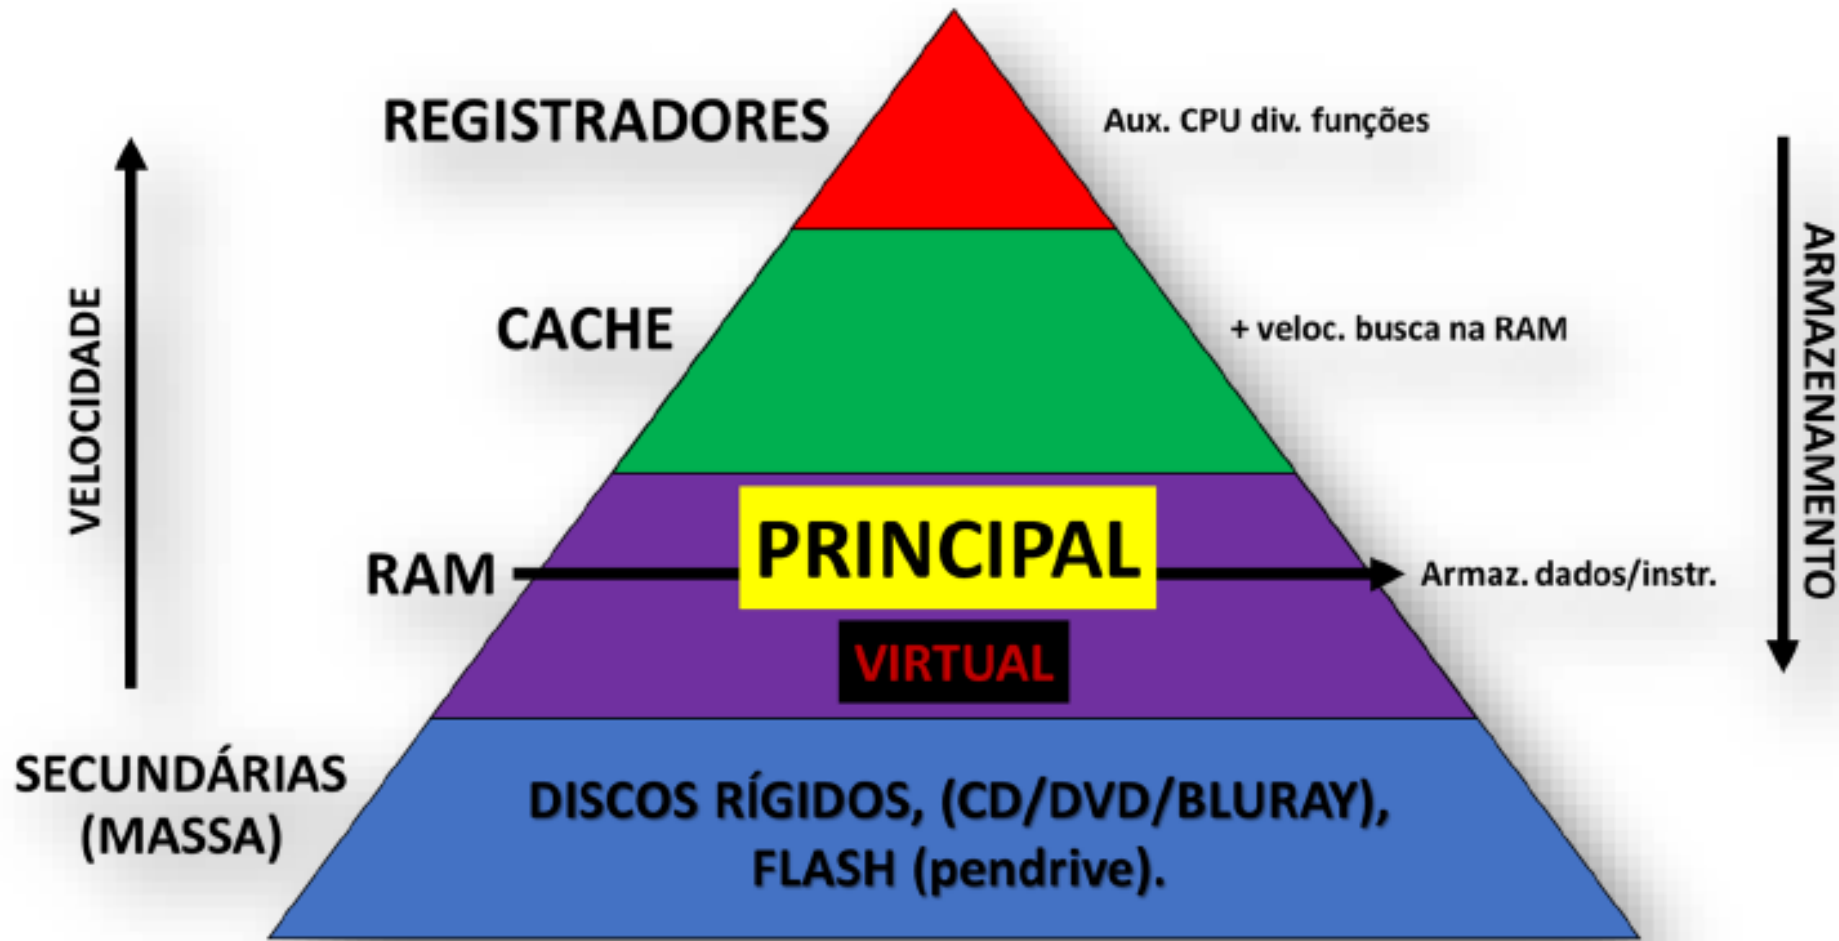 REGISTRADORES
Aux. CPU div. funções
VELOCIDADE
ARMAZENAMENTO
CACHE
+ veloc. busca na RAM
RAM
PRINCIPAL
Armaz. dados/instr.
VIRTUAL
SECUNDÁRIAS
(MASSA)
DISCOS RÍGIDOS, (CD/DVD/BLURAY),
FLASH (pendrive).